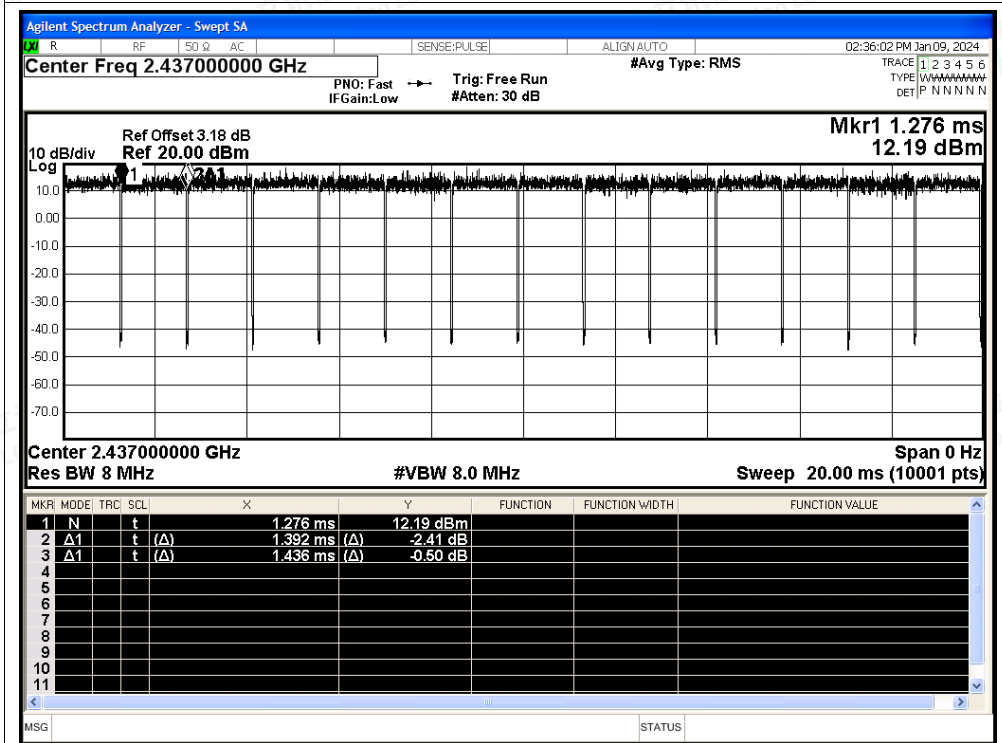 Agilent Spectrum Analyzer - Swept SA
LXI R RF 50 Ω AC SENSE:PULSE ALIGN AUTO 02:36:02 PM Jan 09, 2024
Center Freq 2.437000000 GHz #Avg Type: RMS TRACE 1 2 3 4 5 6
PNO: Fast Trig: Free Run TYPE WWWWWW
IFGain:Low #Atten: 30 dB DET P N N N N N
Mkr1 1.276 ms
Ref Offset 3.18 dB
10 dB/div Ref 20.00 dBm 12.19 dBm
Log
1 2Δ1
10.0
0.00
-10.0
-20.0
-30.0
-40.0
-50.0
-60.0
-70.0
Center 2.437000000 GHz Span 0 Hz
Res BW 8 MHz #VBW 8.0 MHz Sweep 20.00 ms (10001 pts)
MKR MODE TRC SCL X Y FUNCTION FUNCTION WIDTH FUNCTION VALUE
1 N t 1.276 ms 12.19 dBm
2 Δ1 t (Δ) 1.392 ms (Δ) -2.41 dB
3 Δ1 t (Δ) 1.436 ms (Δ) -0.50 dB
4
5
6
7
8
9
10
11
MSG STATUS